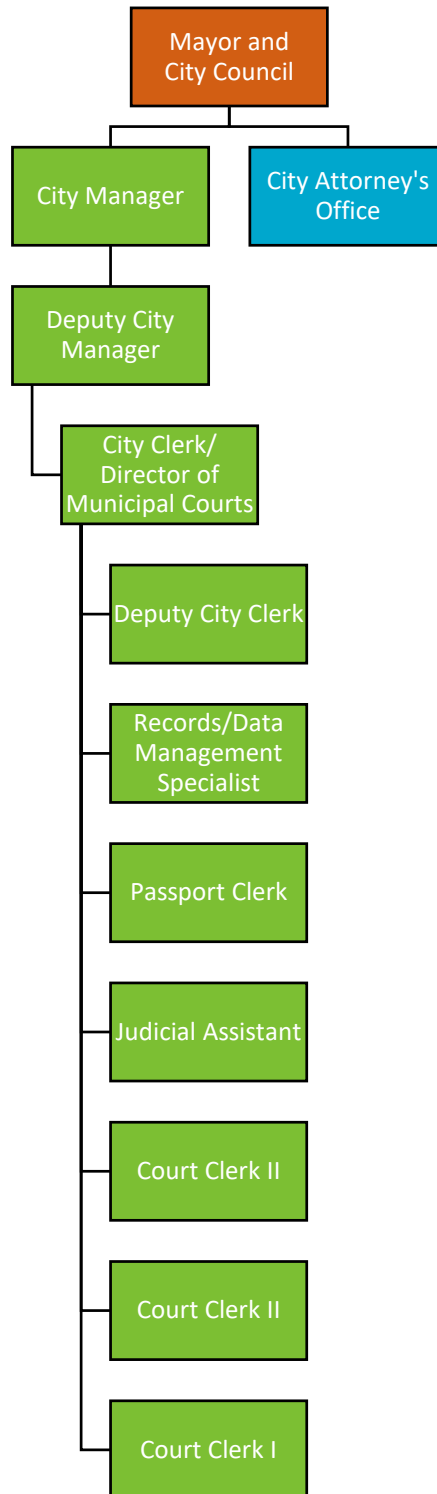 Mayor and
City Council
City Manager
City Attorney's
Office
Deputy City
Manager
City Clerk/
Director of
Municipal Courts
Deputy City Clerk
Records/Data
Management
Specialist
Passport Clerk
Judicial Assistant
Court Clerk II
Court Clerk II
Court Clerk I